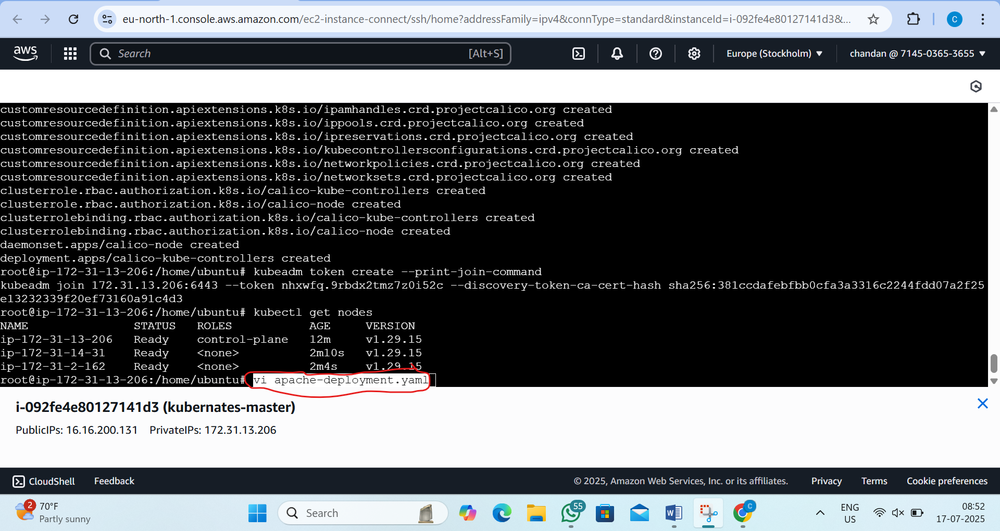 eu-north-1.console.aws.amazon.com/ec2-instance-connect/ssh/home?addressFamily=ipv4&connType=standard&instanceId=i-092fe4e80127141d3&...
C
aws
Search
[Alt+S]
Europe (Stockholm)
chandan @ 7145-0365-3655
customresourcedefinition.apiextensions.k8s.io/ipamhandles.crd.projectcalico.org created
customresourcedefinition.apiextensions.k8s.io/ippools.crd.projectcalico.org created
customresourcedefinition.apiextensions.k8s.io/ipreservations.crd.projectcalico.org created
customresourcedefinition.apiextensions.k8s.io/kubecontrollersconfigurations.crd.projectcalico.org created
customresourcedefinition.apiextensions.k8s.io/networkpolicies.crd.projectcalico.org created
customresourcedefinition.apiextensions.k8s.io/networksets.crd.projectcalico.org created
clusterrole.rbac.authorization.k8s.io/calico-kube-controllers created
clusterrole.rbac.authorization.k8s.io/calico-node created
clusterrolebinding.rbac.authorization.k8s.io/calico-kube-controllers created
clusterrolebinding.rbac.authorization.k8s.io/calico-node created
daemonset.apps/calico-node created
deployment.apps/calico-kube-controllers created
root@ip-172-31-13-206:/home/ubuntu# kubeadm token create --print-join-command
kubeadm join 172.31.13.206:6443 --token nhxwfq.9rbdx2tmz7z0i52c --discovery-token-ca-cert-hash sha256:381ccdafebfbb0cfa3a3316c2244fdd07a2f25
e13232339f20ef73160a91c4d3
root@ip-172-31-13-206:/home/ubuntu# kubectl get nodes
NAME STATUS ROLES AGE VERSION
ip-172-31-13-206 Ready control-plane 12m v1.29.15
ip-172-31-14-31 Ready <none> 2m10s v1.29.15
ip-172-31-2-162 Ready <none> 2m4s v1.29.15
root@ip-172-31-13-206:/home/ubuntu# vi apache-deployment.yaml
i-092fe4e80127141d3 (kubernates-master)
PublicIPs: 16.16.200.131 PrivateIPs: 172.31.13.206
CloudShell
Feedback
© 2025, Amazon Web Services, Inc. or its affiliates.
Privacy
Terms
Cookie preferences
2
70°F
Partly sunny
Search
55
W
C
ENG
US
08:52
17-07-2025